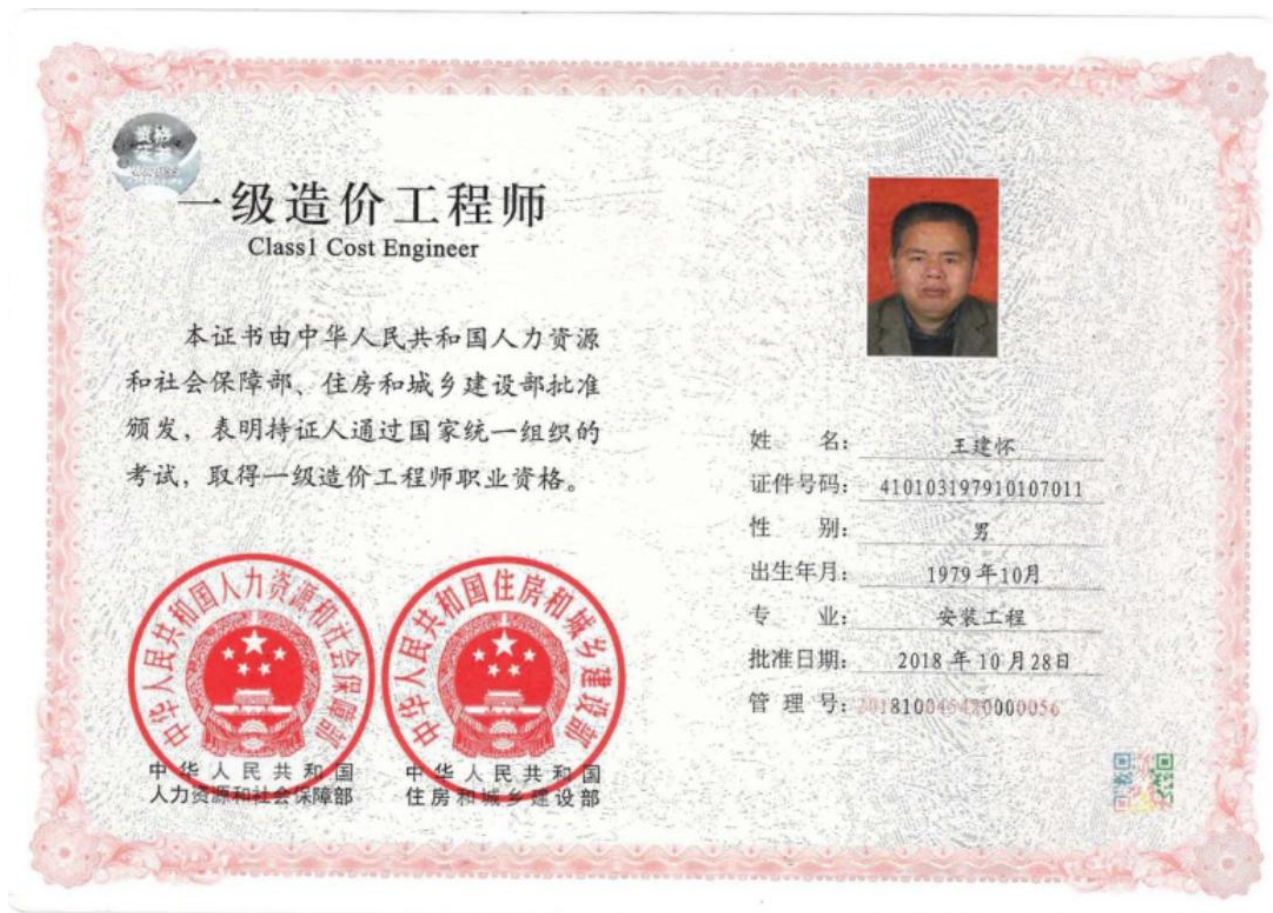 资格
一级造价工程师
Class1 Cost Engineer
本证书由中华人民共和国人力资源
和社会保障部、住房和城乡建设部批准
颁发，表明持证人通过国家统一组织的
考试，取得一级造价工程师职业资格。
中华人民共和国人力资源和社会保障部
中华人民共和国住房和城乡建设部
中华人民共和国
人力资源和社会保障部
中华人民共和国
住房和城乡建设部
姓 名： 王建怀
证件号码： 410103197910107011
性 别： 男
出生年月： 1979年10月
专 业： 安装工程
批准日期： 2018年10月28日
管 理 号：